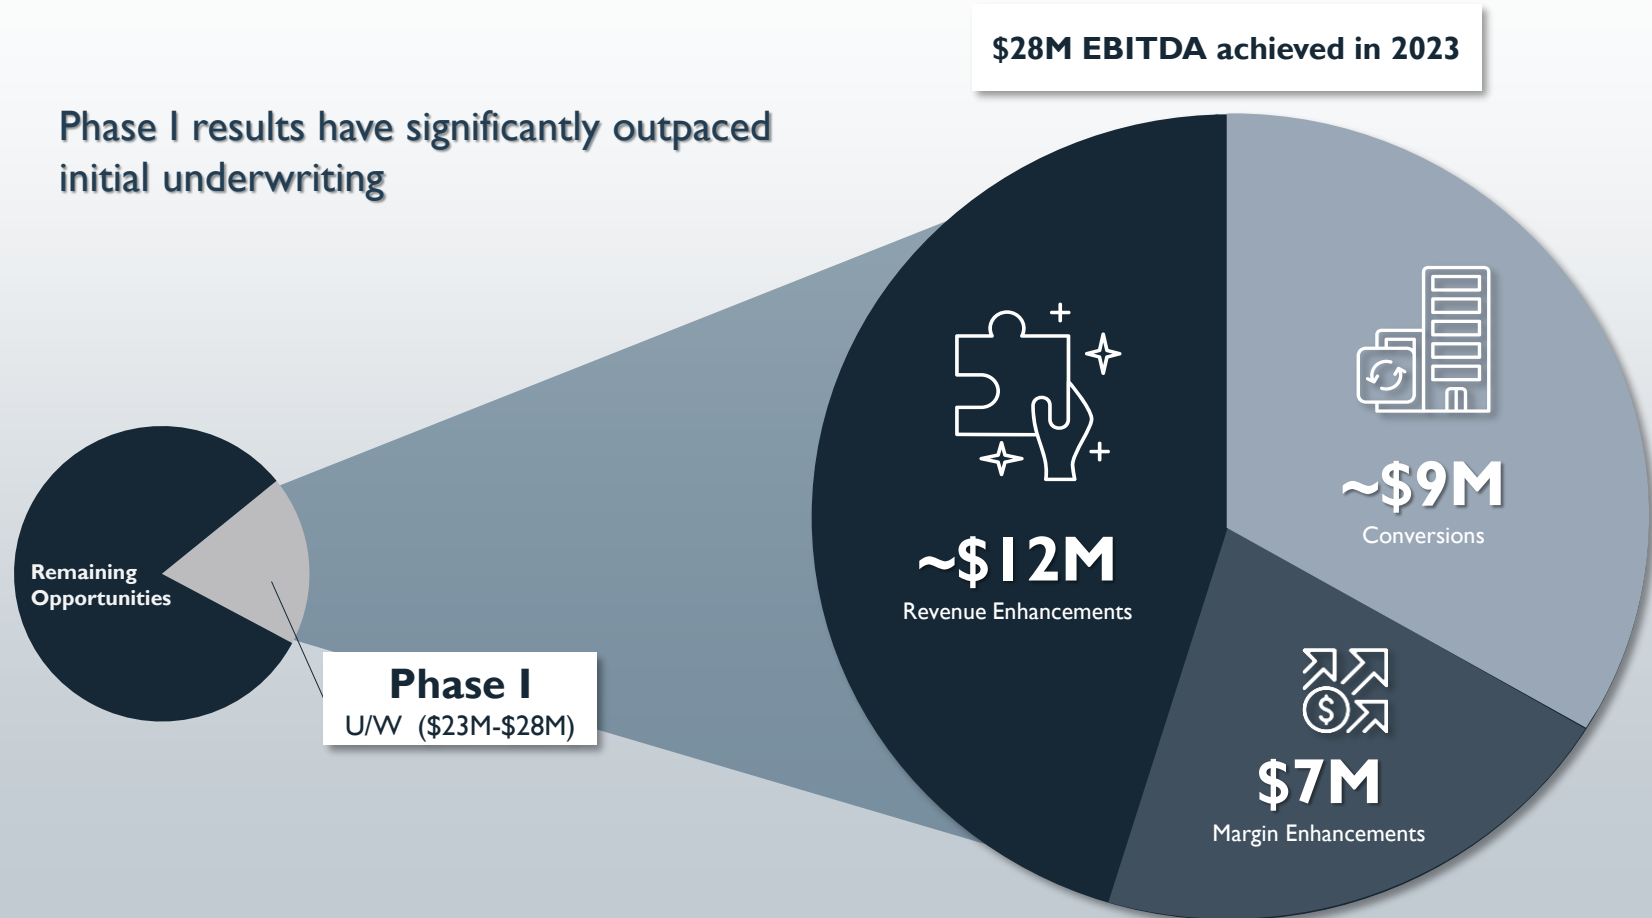 $28M EBITDA achieved in 2023
Phase I results have significantly outpaced
initial underwriting
~$9M
Conversions
~$12M
Revenue Enhancements
Remaining
Opportunities
Phase I
U/W ($23M-$28M)
$
$7M
Margin Enhancements